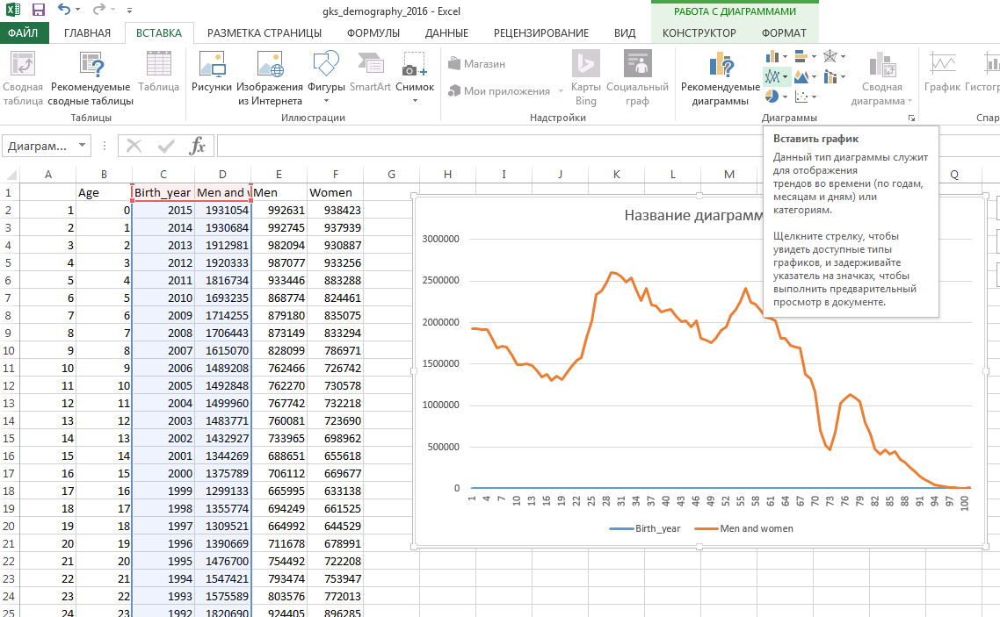 gks_demography_2016 - Excel
РАБОТА С ДИАГРАММАМИ
ФАЙЛ ГЛАВНАЯ ВСТАВКА РАЗМЕТКА СТРАНИЦЫ ФОРМУЛЫ ДАННЫЕ РЕЦЕНЗИРОВАНИЕ ВИД КОНСТРУКТОР ФОРМАТ
Сводная таблица
Рекомендуемые сводные таблицы
Таблица
Таблицы
Рисунки
Изображения из Интернета
Фигуры
SmartArt
Снимок
Иллюстрации
Магазин
Мои приложения
Карты Bing
Социальный граф
Надстройки
Рекомендуемые диаграммы
Сводная диаграмма
Диаграммы
График
Гистогр
Спар
Диаграм... fx
Вставить график
Данный тип диаграммы служит
для отображения
трендов во времени (по годам,
месяцам и дням) или
категориям.
Щелкните стрелку, чтобы
увидеть доступные типы
графиков, и задерживайте
указатель на значках, чтобы
выполнить предварительный
просмотр в документе.
A B C D E F G H I J K L M Q
1 Age Birth_year Men and w Men Women
2 1 0 2015 1931054 992631 938423
3 2 1 2014 1930684 992745 937939
4 3 2 2013 1912981 982094 930887
5 4 3 2012 1920333 987077 933256
6 5 4 2011 1816734 933446 883288
7 6 5 2010 1693235 868774 824461
8 7 6 2009 1714255 879180 835075
9 8 7 2008 1706443 873149 833294
10 9 8 2007 1615070 828099 786971
11 10 9 2006 1489208 762466 726742
12 11 10 2005 1492848 762270 730578
13 12 11 2004 1499960 767742 732218
14 13 12 2003 1483771 760081 723690
15 14 13 2002 1432927 733965 698962
16 15 14 2001 1344269 688651 655618
17 16 15 2000 1375789 706112 669677
18 17 16 1999 1299133 665995 633138
19 18 17 1998 1355774 694249 661525
20 19 18 1997 1309521 664992 644529
21 20 19 1996 1390669 711678 678991
22 21 20 1995 1476700 754492 722208
23 22 21 1994 1547421 793474 753947
24 23 22 1993 1575589 803576 772013
25 24 23 1992 1820690 924405 896285
Название диаграмм
3000000
2500000
2000000
1500000
1000000
500000
0
1 4 7 10 13 16 19 22 25 28 31 34 37 40 43 46 49 52 55 58 61 64 67 70 73 76 79 82 85 88 91 94 97 100
Birth_year Men and women